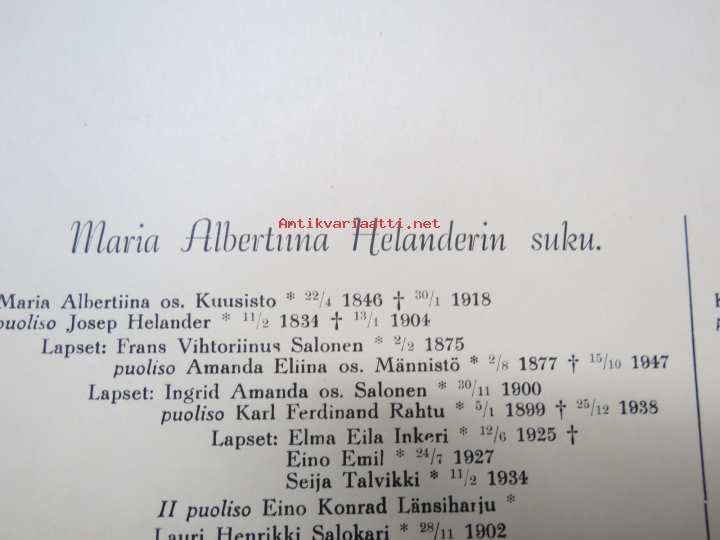 Antikvariaatti.net
Maria Albertiina Helanderin suku.
Maria Albertiina os. Kuusisto * 22/4 1846 † 30/1 1918
puoliso Josep Helander * 11/2 1834 † 13/1 1904
Lapset: Frans Vihtoriinus Salonen * 2/2 1875
puoliso Amanda Eliina os. Männistö * 2/8 1877 † 15/10 1947
Lapset: Ingrid Amanda os. Salonen * 30/11 1900
puoliso Karl Ferdinand Rahtu * 5/1 1899 † 25/12 1938
Lapset: Elma Eila Inkeri * 12/6 1925 †
Eino Emil * 24/7 1927
Seija Talvikki * 11/2 1934
II puoliso Eino Konrad Länsiharju *
Lauri Henrikki Salokari * 28/11 1902